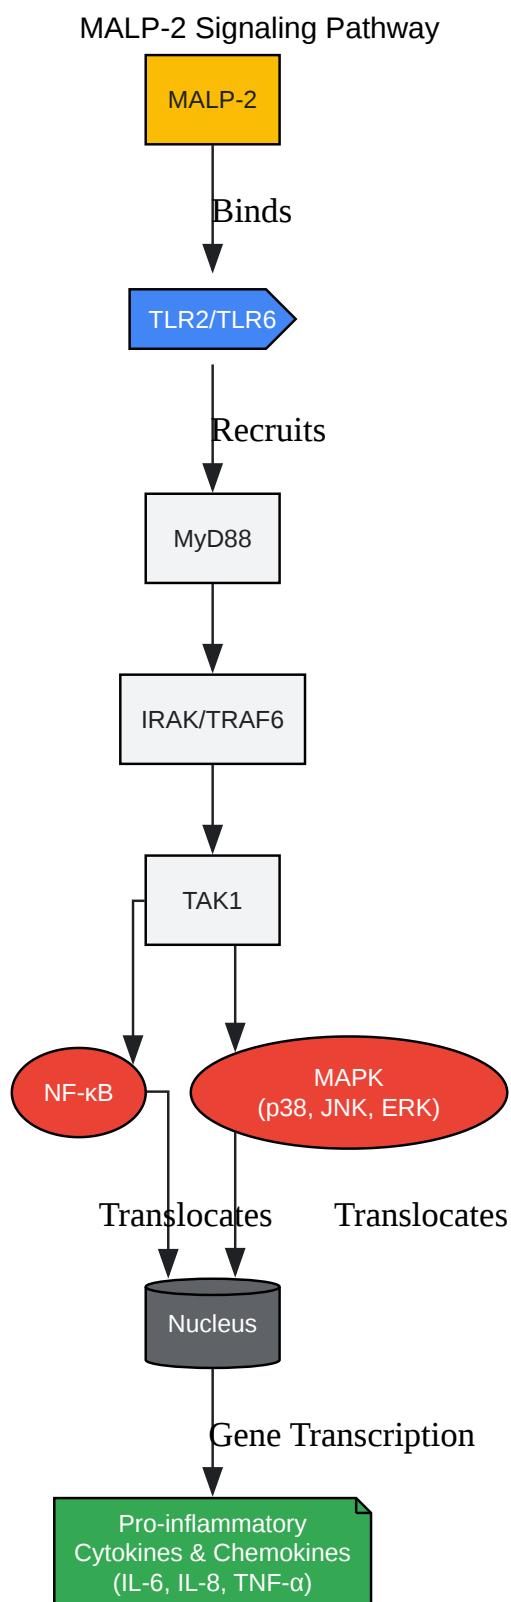 MALP-2 Signaling Pathway
MALP-2
Binds
TLR2/TLR6
Recruits
MyD88
IRAK/TRAF6
TAK1
NF-κB
MAPK
(p38, JNK, ERK)
Translocates
Translocates
Nucleus
Gene Transcription
Pro-inflammatory
Cytokines & Chemokines
(IL-6, IL-8, TNF-α)